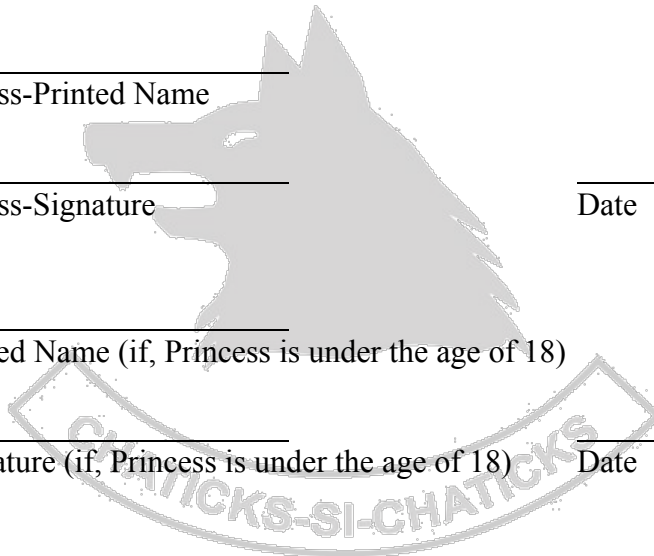 ss-Printed Name
ss-Signature Date
ed Name (if, Princess is under the age of 18)
ature (if, Princess is under the age of 18) Date
CHATICKS-SI-CHATICKS